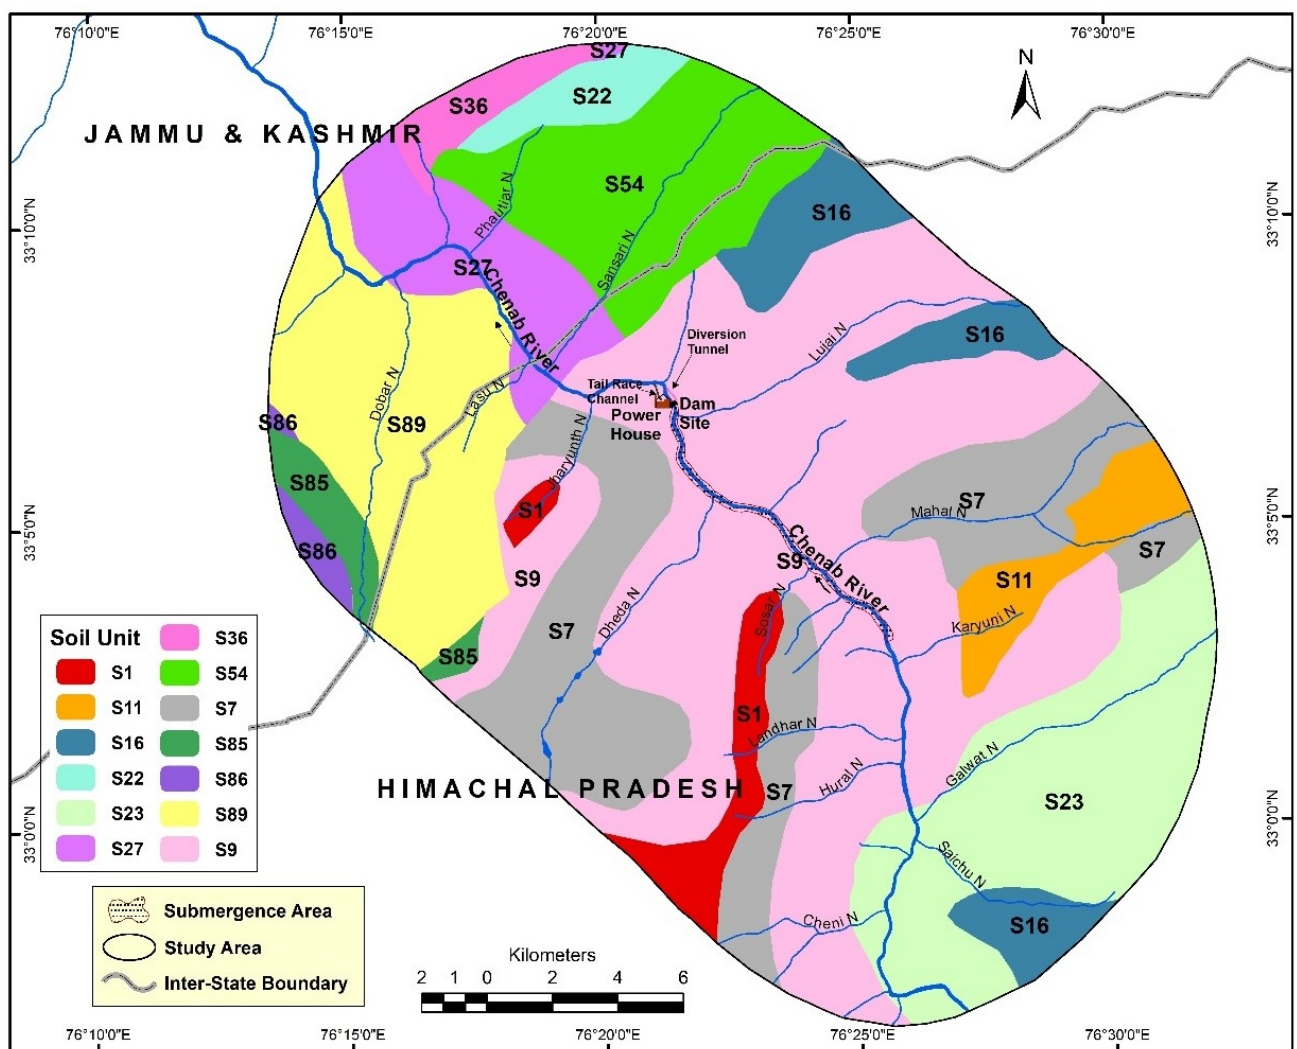 76°10'0"E
76°15'0"E
76°20'0"E
76°25'0"E
76°30'0"E
N
S27
S36
S22
JAMMU & KASHMIR
S54
Phautiar N
S16
33°10'0"N
33°10'0"N
Sansari N
S27
Chenab River
S16
Lujai N
Diversion
Tunnel
Tail Race
Channel
Dam
Site
Power
House
Dobar N
Lasu N
S86
S89
Jharyunth N
S85
S1
S7
Mahal N
33°5'0"N
33°5'0"N
S86
S9
S9
Chenab River
S7
S11
Sosar N
Karyuni N
Dheda N
S7
S85
Soil Unit
S1
S11
S16
S22
S23
S27
S36
S54
S7
S85
S86
S89
S9
S1
Landhar N
Galwat N
HIMACHAL PRADESH
S7
Hural N
S23
33°0'0"N
33°0'0"N
Saichu N
Cheni N
S16
Submergence Area
Study Area
Inter-State Boundary
Kilometers
2 1 0 2 4 6
76°10'0"E
76°15'0"E
76°20'0"E
76°25'0"E
76°30'0"E